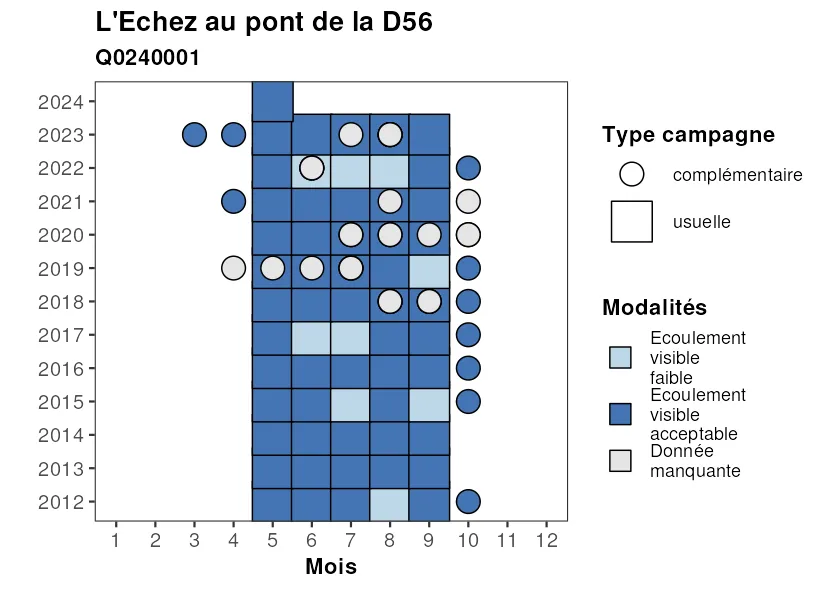 L'Echez au pont de la D56
Q0240001
2024
2023
2022
2021
2020
2019
2018
2017
2016
2015
2014
2013
2012
1 2 3 4 5 6 7 8 9 10 11 12
Mois
Type campagne
complémentaire
usuelle
Modalités
Ecoulement
visible
faible
Ecoulement
visible
acceptable
Donnée
manquante